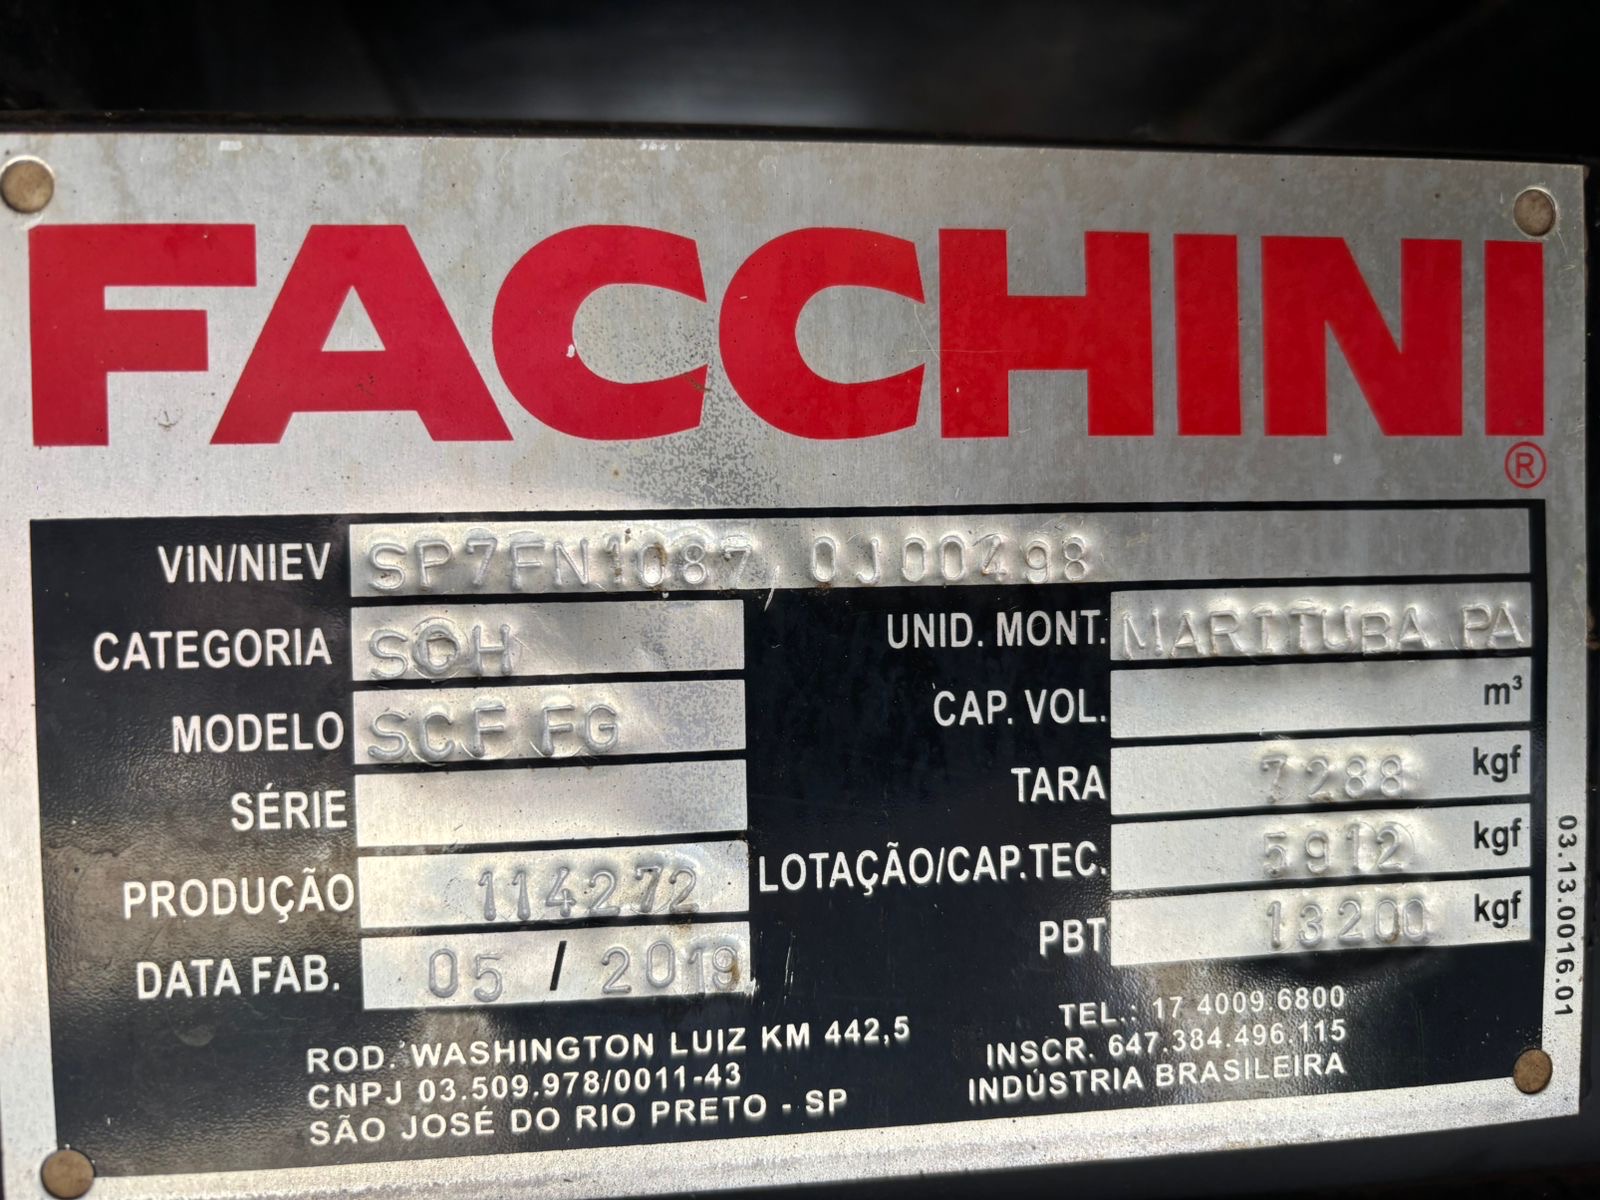 FACCHINI
®
VIN/NIEV SP7FN1087 0J00498
CATEGORIA SOH
UNID. MONT. MARITUBA PA
MODELO SCF FG
CAP. VOL. m³
SÉRIE
TARA 7288 kgf
PRODUÇÃO 114272
LOTAÇÃO/CAP.TEC. 5912 kgf
DATA FAB. 05 / 2019
PBT 13200 kgf
ROD. WASHINGTON LUIZ KM 442,5
CNPJ 03.509.978/0011-43
SÃO JOSÉ DO RIO PRETO - SP
TEL.: 17 4009.6800
INSCR. 647.384.496.115
INDÚSTRIA BRASILEIRA
03.13.0016.01